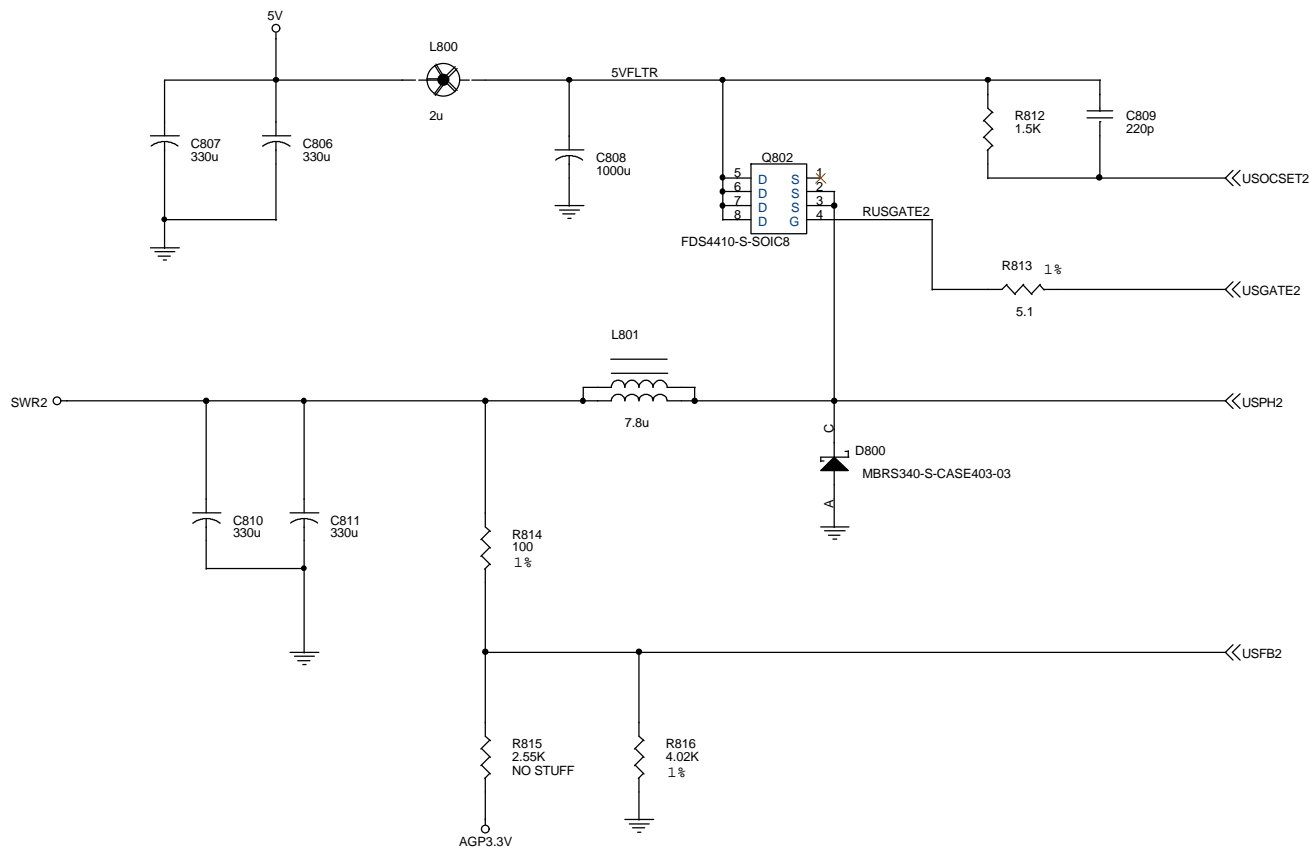 5V
L800
2u
5VFLTR
C807
330u
C806
330u
C808
1000u
R812
1.5K
C809
220p
Q802
5 D S 1
6 D S 2
7 D S 3
8 D G 4
FDS4410-S-SOIC8
USOCSET2
RUSGATE2
R813 1%
5.1
USGATE2
L801
7.8u
SWR2
USPH2
C
D800
MBRS340-S-CASE403-03
A
C810
330u
C811
330u
R814
100
1%
USFB2
R815
2.55K
NO STUFF
R816
4.02K
1%
AGP3.3V